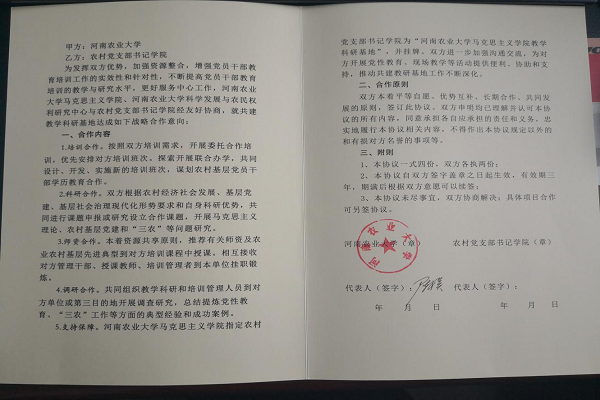 甲方：河南农业大学
乙方：农村党支部书记学院
为发挥双方优势，加强资源整合，增强党员干部教
育培训工作的实效性和针对性，不断提高党员干部教育
培训的教学与研究水平，更好服务中心工作，河南农业大
学马克思主义学院、河南农业大学科学发展与农民权
利研究中心与农村党支部书记学院经友好协商，就共建
教学科研基地达成如下战略合作意向：
一、合作内容
1.培训合作。按照双方培训需求，开展委托合作培
训，优先安排对方培训班次。探索开展联合办学，共同
设计、开发、实施新的培训班次，谋划农村基层党员干
部学历教育合作。
2.科研合作。双方根据农村经济社会发展、基层党
建、基层社会治理现代化形势要求和自身科研优势，共
同进行课题申报或研究设立合作课题，开展马克思主义
理论、农村基层党建和“三农”等问题研究。
3.师资合作。本着资源共享原则，推荐有关师资及农
业农村基层先进典型到对方培训课程中授课，相互接收
对方管理干部、授课教师、培训管理者到本单位挂职锻
炼。
4.调研合作。共同组织教学科研和培训管理人员到对
方单位或第三目的地开展调查研究，总结提炼党性教
育、“三农”工作等方面的典型经验和成功案例。
5.支持保障。河南农业大学马克思主义学院指定农村
党支部书记学院为“河南农业大学马克思主义学院教学
科研基地”，并挂牌，双方进一步加强沟通交流，为对
方开展党性教育、现场教学等活动提供便利、协助和支
持，推动共建教研基地工作不断深化。
二、合作原则
双方本着平等自愿、优势互补、长期合作、共同发
展的原则，签订此协议。双方申明均已理解并认可本协
议的所有内容，同意承担各自应承担的责任和义务，忠
实地履行本协议相关内容，不得作出本协议规定以外的
和有损对方名誉的事项等。
三、附则
1、本协议一式四份，双方各执两份；
2、本协议自双方签字盖章之日起生效，有效期三
年，期满后根据双方意愿可以续签；
3、本协议未尽事宜，双方协商解决；具体项目合作
可另签协议。
河南农业大学（章） 农村党支部书记学院（章）
河南农业大学
代表人（签字）： 代表人（签字）：
年 月 日 年 月 日